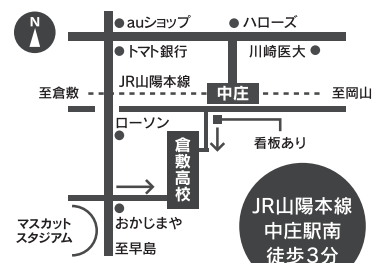 N
auショップ
ハローズ
トマト銀行
川崎医大
JR山陽本線
至倉敷
中庄
至岡山
ローソン
看板あり
倉敷高校
マスカット
スタジアム
おかじまや
至早島
JR山陽本線
中庄駅南
徒歩3分